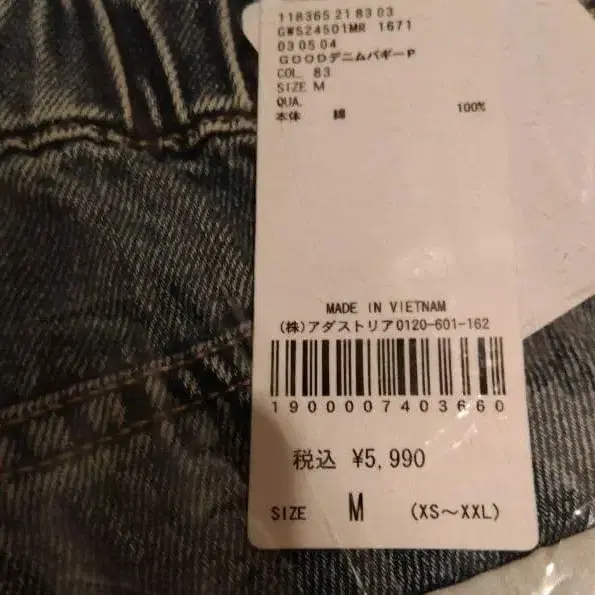 118365 21 83 03
GWS24501MR 1671
03 05 04
GOODデニムバギーP
COL. 83
SIZE M
QUA.
本体 綿 100%
MADE IN VIETNAM
(株)アダストリア0120-601-162
1900007403660
税込 ¥5,990
SIZE M (XS〜XXL)